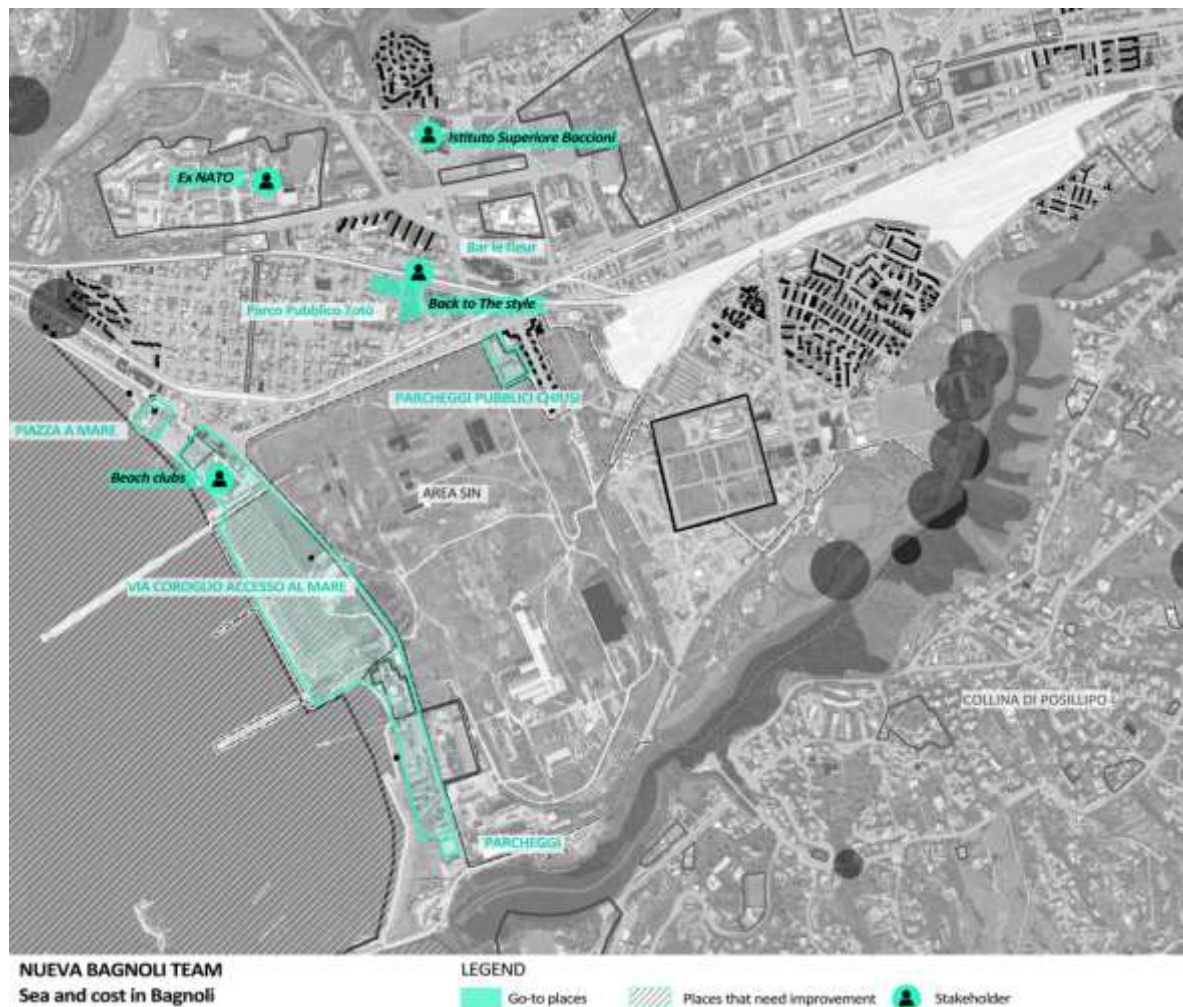 Istituto Superiore Boccioni
Ex NATO
Bar le fleur
Parco Pubblico Totò
Back to The style
PARCHEGGI PUBBLICI CHIUSI
PIAZZA A MARE
Beach clubs
AREA SIN
VIA COROGLIO ACCESSO AL MARE
COLLINA DI POSILLIPO
PARCHEGGI
NUEVA BAGNOLI TEAM
Sea and cost in Bagnoli
LEGEND
Go-to places
Places that need improvement
Stakeholder